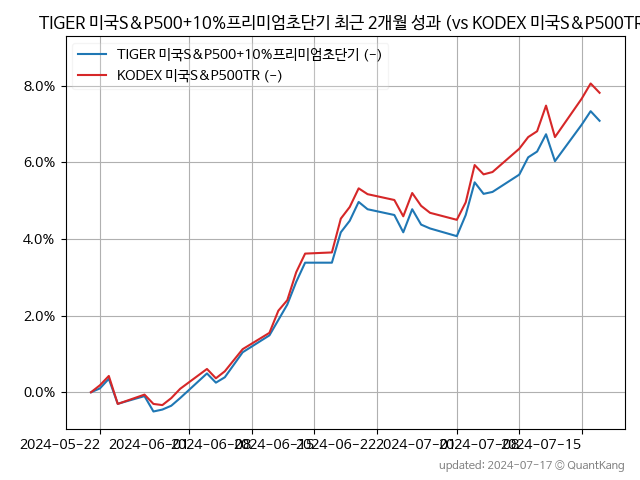 TIGER 미국S&P500+10%프리미엄초단기 최근 2개월 성과 (vs KODEX 미국S&P500TR
TIGER 미국S&P500+10%프리미엄초단기 (-)
KODEX 미국S&P500TR (-)
8.0%
6.0%
4.0%
2.0%
0.0%
2024-05-22 2024-06-01 2024-06-08 2024-06-15 2024-06-22 2024-07-01 2024-07-08 2024-07-15
updated: 2024-07-17 © QuantKang